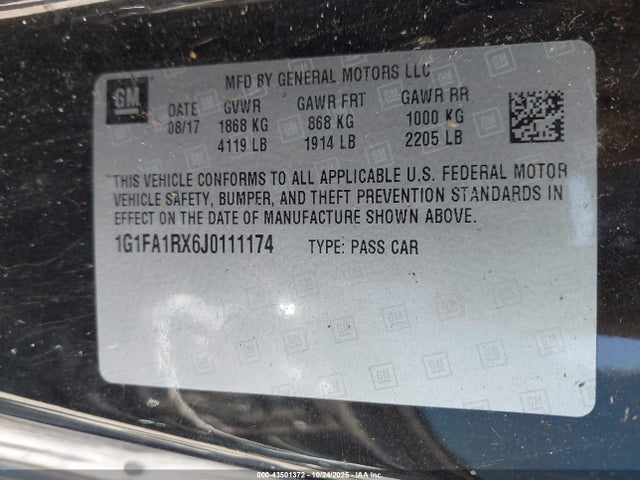 GM
MFD BY GENERAL MOTORS LLC
DATE GVWR GAWR FRT GAWR RR
08/17 1868 KG 868 KG 1000 KG
4119 LB 1914 LB 2205 LB
THIS VEHICLE CONFORMS TO ALL APPLICABLE U.S. FEDERAL MOTOR
VEHICLE SAFETY, BUMPER, AND THEFT PREVENTION STANDARDS IN
EFFECT ON THE DATE OF MANUFACTURE SHOWN ABOVE.
1G1FA1RX6J0111174 TYPE: PASS CAR
000-43501372 - 10/24/2025 - IAAI.COM